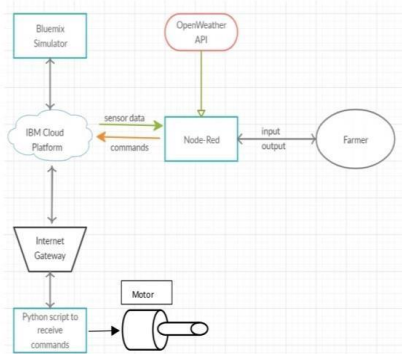 Bluemix
Simulator
OpenWeather
API
IBM Cloud
Platform
sensor data
commands
Node-Red
input
output
Farmer
Internet
Gateway
Motor
Python script to
receive
commands